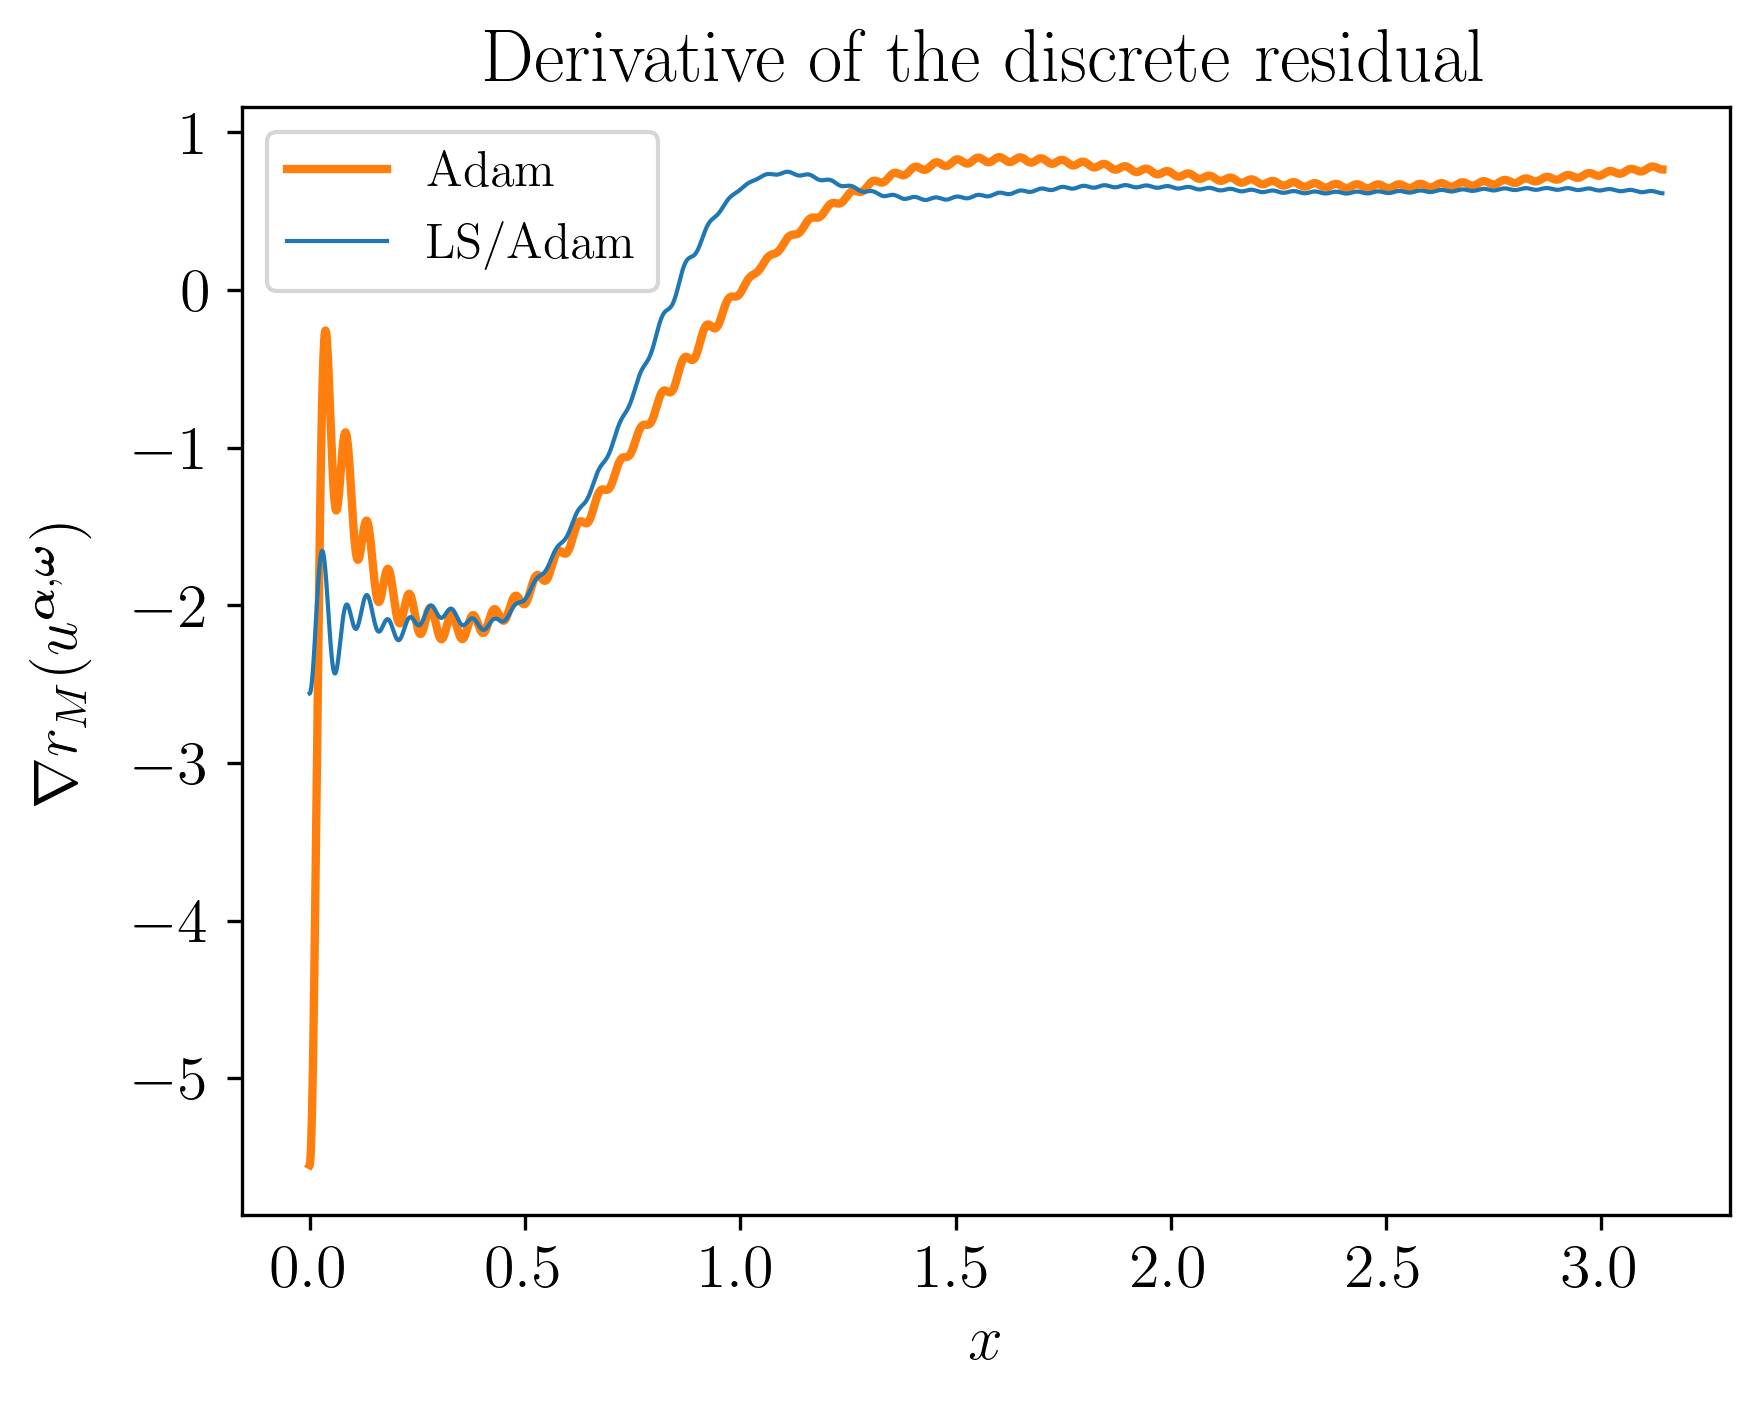 Derivative of the discrete residual
Adam
LS/Adam
1
0
−1
−2
−3
−4
−5
∇r_M(u^{α,ω})
0.0 0.5 1.0 1.5 2.0 2.5 3.0
x